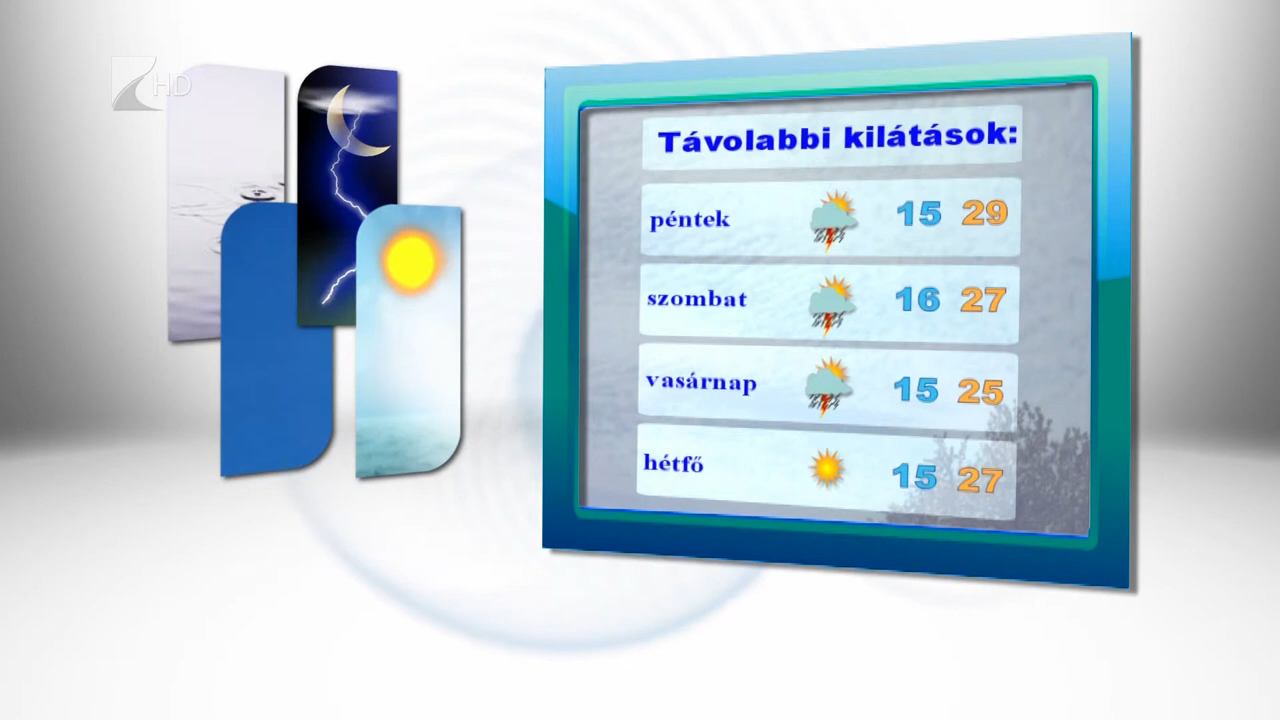 HD
Távolabbi kilátások:
péntek 15 29
szombat 16 27
vasárnap 15 25
hétfő 15 27